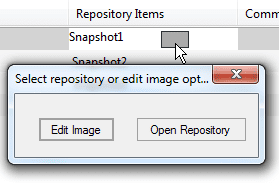 Repository Items
Comm
Snapshot1
Snapshot2
Select repository or edit image opt...
Edit Image
Open Repository